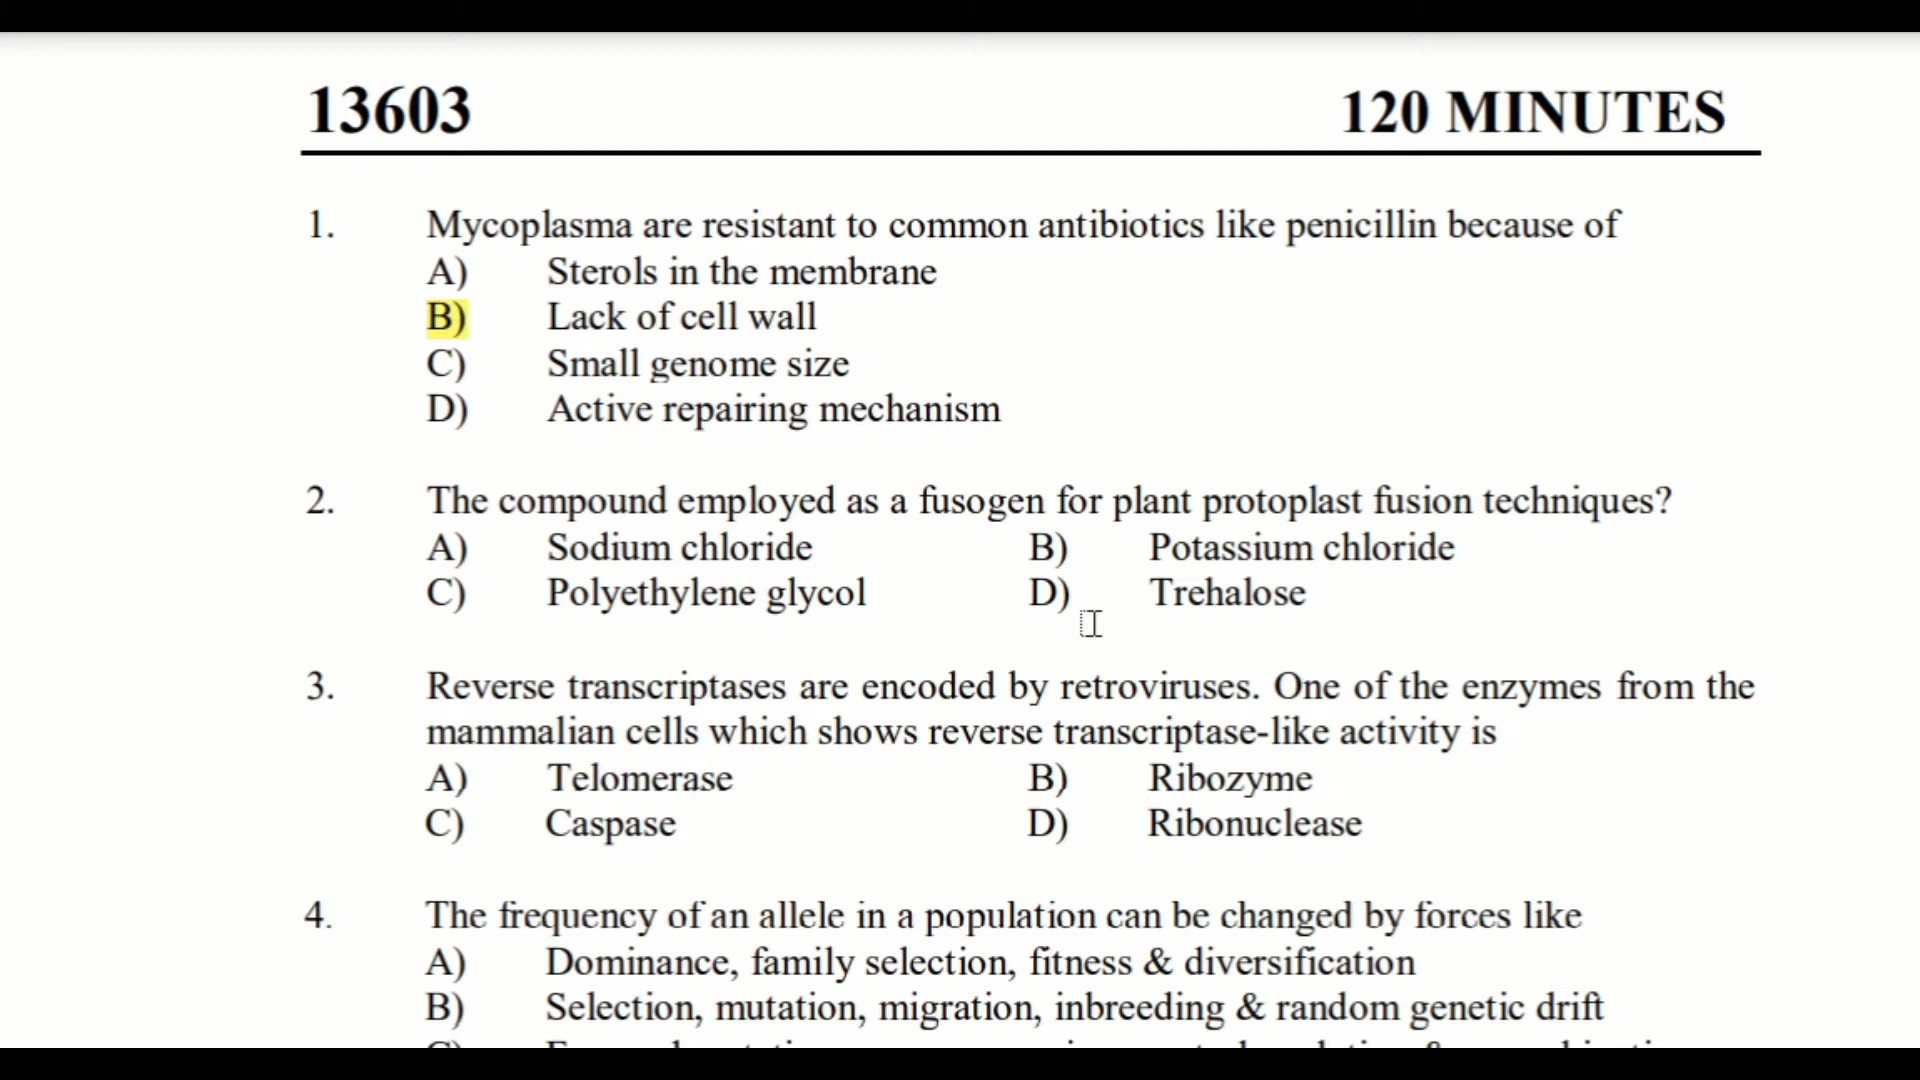 13603 120 MINUTES
1. Mycoplasma are resistant to common antibiotics like penicillin because of
A) Sterols in the membrane
B) Lack of cell wall
C) Small genome size
D) Active repairing mechanism
2. The compound employed as a fusogen for plant protoplast fusion techniques?
A) Sodium chloride B) Potassium chloride
C) Polyethylene glycol D) Trehalose
3. Reverse transcriptases are encoded by retroviruses. One of the enzymes from the
mammalian cells which shows reverse transcriptase-like activity is
A) Telomerase B) Ribozyme
C) Caspase D) Ribonuclease
4. The frequency of an allele in a population can be changed by forces like
A) Dominance, family selection, fitness & diversification
B) Selection, mutation, migration, inbreeding & random genetic drift